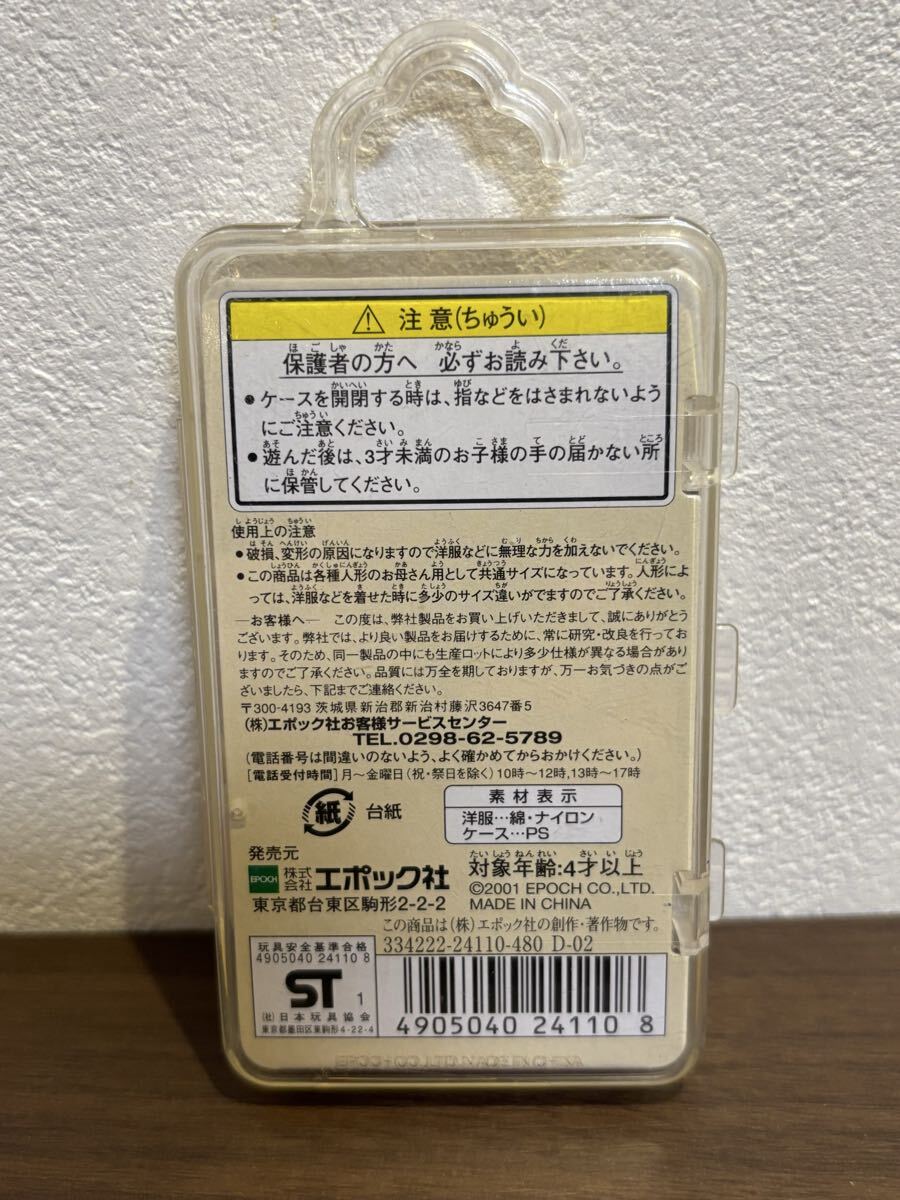 注意(ちゅうい)
保護者の方へ 必ずお読み下さい。
●ケースを開閉する時は、指などをはさまれないよう
にご注意ください。
●遊んだ後は、3才未満のお子様の手の届かない所
に保管してください。
使用上の注意
●破損、変形の原因になりますので洋服などに無理な力を加えないでください。
●この商品は各種人形のお母さん用として共通サイズになっています。人形によ
っては、洋服などを着せた時に多少のサイズ違いがでますのでご了承ください。
―お客様へ― この度は、弊社製品をお買い上げいただきまして、誠にありがとう
ございます。弊社では、より良い製品をお届けするために、常に研究・改良を行ってお
ります。そのため、同一製品の中にも生産ロットにより多少仕様が異なる場合があり
ますのでご了承ください。品質には万全を期しておりますが、万一お気づきの点がご
ざいましたら、下記までご連絡ください。
〒300-4193 茨城県新治郡新治村藤沢3647番5
(株)エポック社お客様サービスセンター
TEL.0298-62-5789
(電話番号は間違いのないよう、よく確かめてからおかけください。)
[電話受付時間]月〜金曜日(祝・祭日を除く)10時〜12時,13時〜17時
紙 台紙
素材表示
洋服…綿・ナイロン
ケース…PS
発売元
EPOCH 株式会社エポック社
東京都台東区駒形2-2-2
対象年齢:4才以上
©2001 EPOCH CO.,LTD.
MADE IN CHINA
この商品は(株)エポック社の創作・著作物です。
334222-24110-480 D-02
玩具安全基準合格
4905040 24110 8
ST 1
(社)日本玩具協会
東京都墨田区東駒形4-22-4
4905040 241108
EPOCH CO.,LTD. MADE IN CHINA